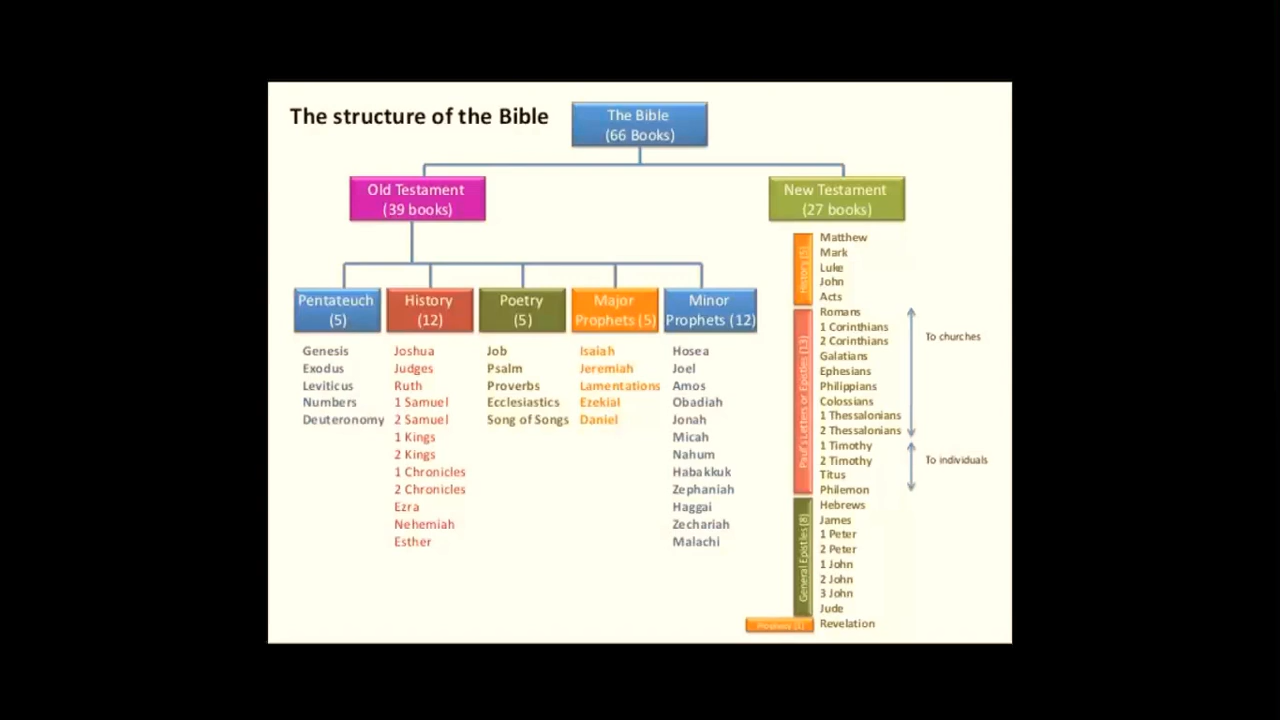 The structure of the Bible
The Bible
(66 Books)
Old Testament
(39 books)
New Testament
(27 books)
Pentateuch
(5)
Genesis
Exodus
Leviticus
Numbers
Deuteronomy
History
(12)
Joshua
Judges
Ruth
1 Samuel
2 Samuel
1 Kings
2 Kings
1 Chronicles
2 Chronicles
Ezra
Nehemiah
Esther
Poetry
(5)
Job
Psalm
Proverbs
Ecclesiastics
Song of Songs
Major
Prophets (5)
Isaiah
Jeremiah
Lamentations
Ezekial
Daniel
Minor
Prophets (12)
Hosea
Joel
Amos
Obadiah
Jonah
Micah
Nahum
Habakkuk
Zephaniah
Haggai
Zechariah
Malachi
History (5)
Matthew
Mark
Luke
John
Acts
Paul's Letters or Epistles (13)
Romans
1 Corinthians
2 Corinthians
Galatians
Ephesians
Philippians
Colossians
1 Thessalonians
2 Thessalonians
1 Timothy
2 Timothy
Titus
Philemon
To churches
To individuals
General Epistles (8)
Hebrews
James
1 Peter
2 Peter
1 John
2 John
3 John
Jude
Prophecy (1)
Revelation